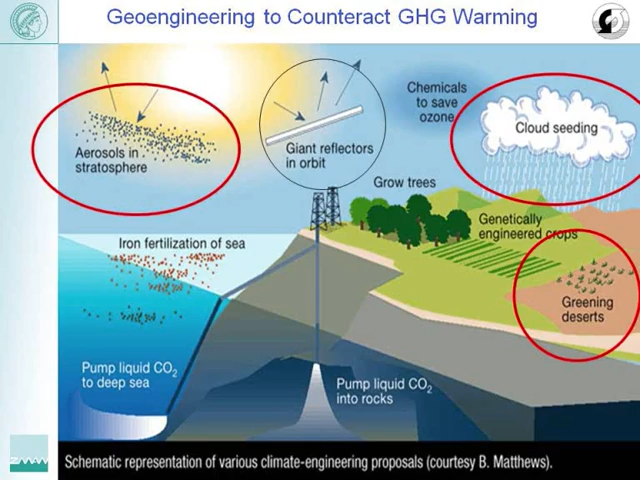 Geoengineering to Counteract GHG Warming
Aerosols in
stratosphere
Giant reflectors
in orbit
Chemicals
to save
ozone
Cloud seeding
Grow trees
Genetically
engineered crops
Iron fertilization of sea
Greening
deserts
Pump liquid CO₂
to deep sea
Pump liquid CO₂
into rocks
ZMAW
Schematic representation of various climate-engineering proposals (courtesy B. Matthews).